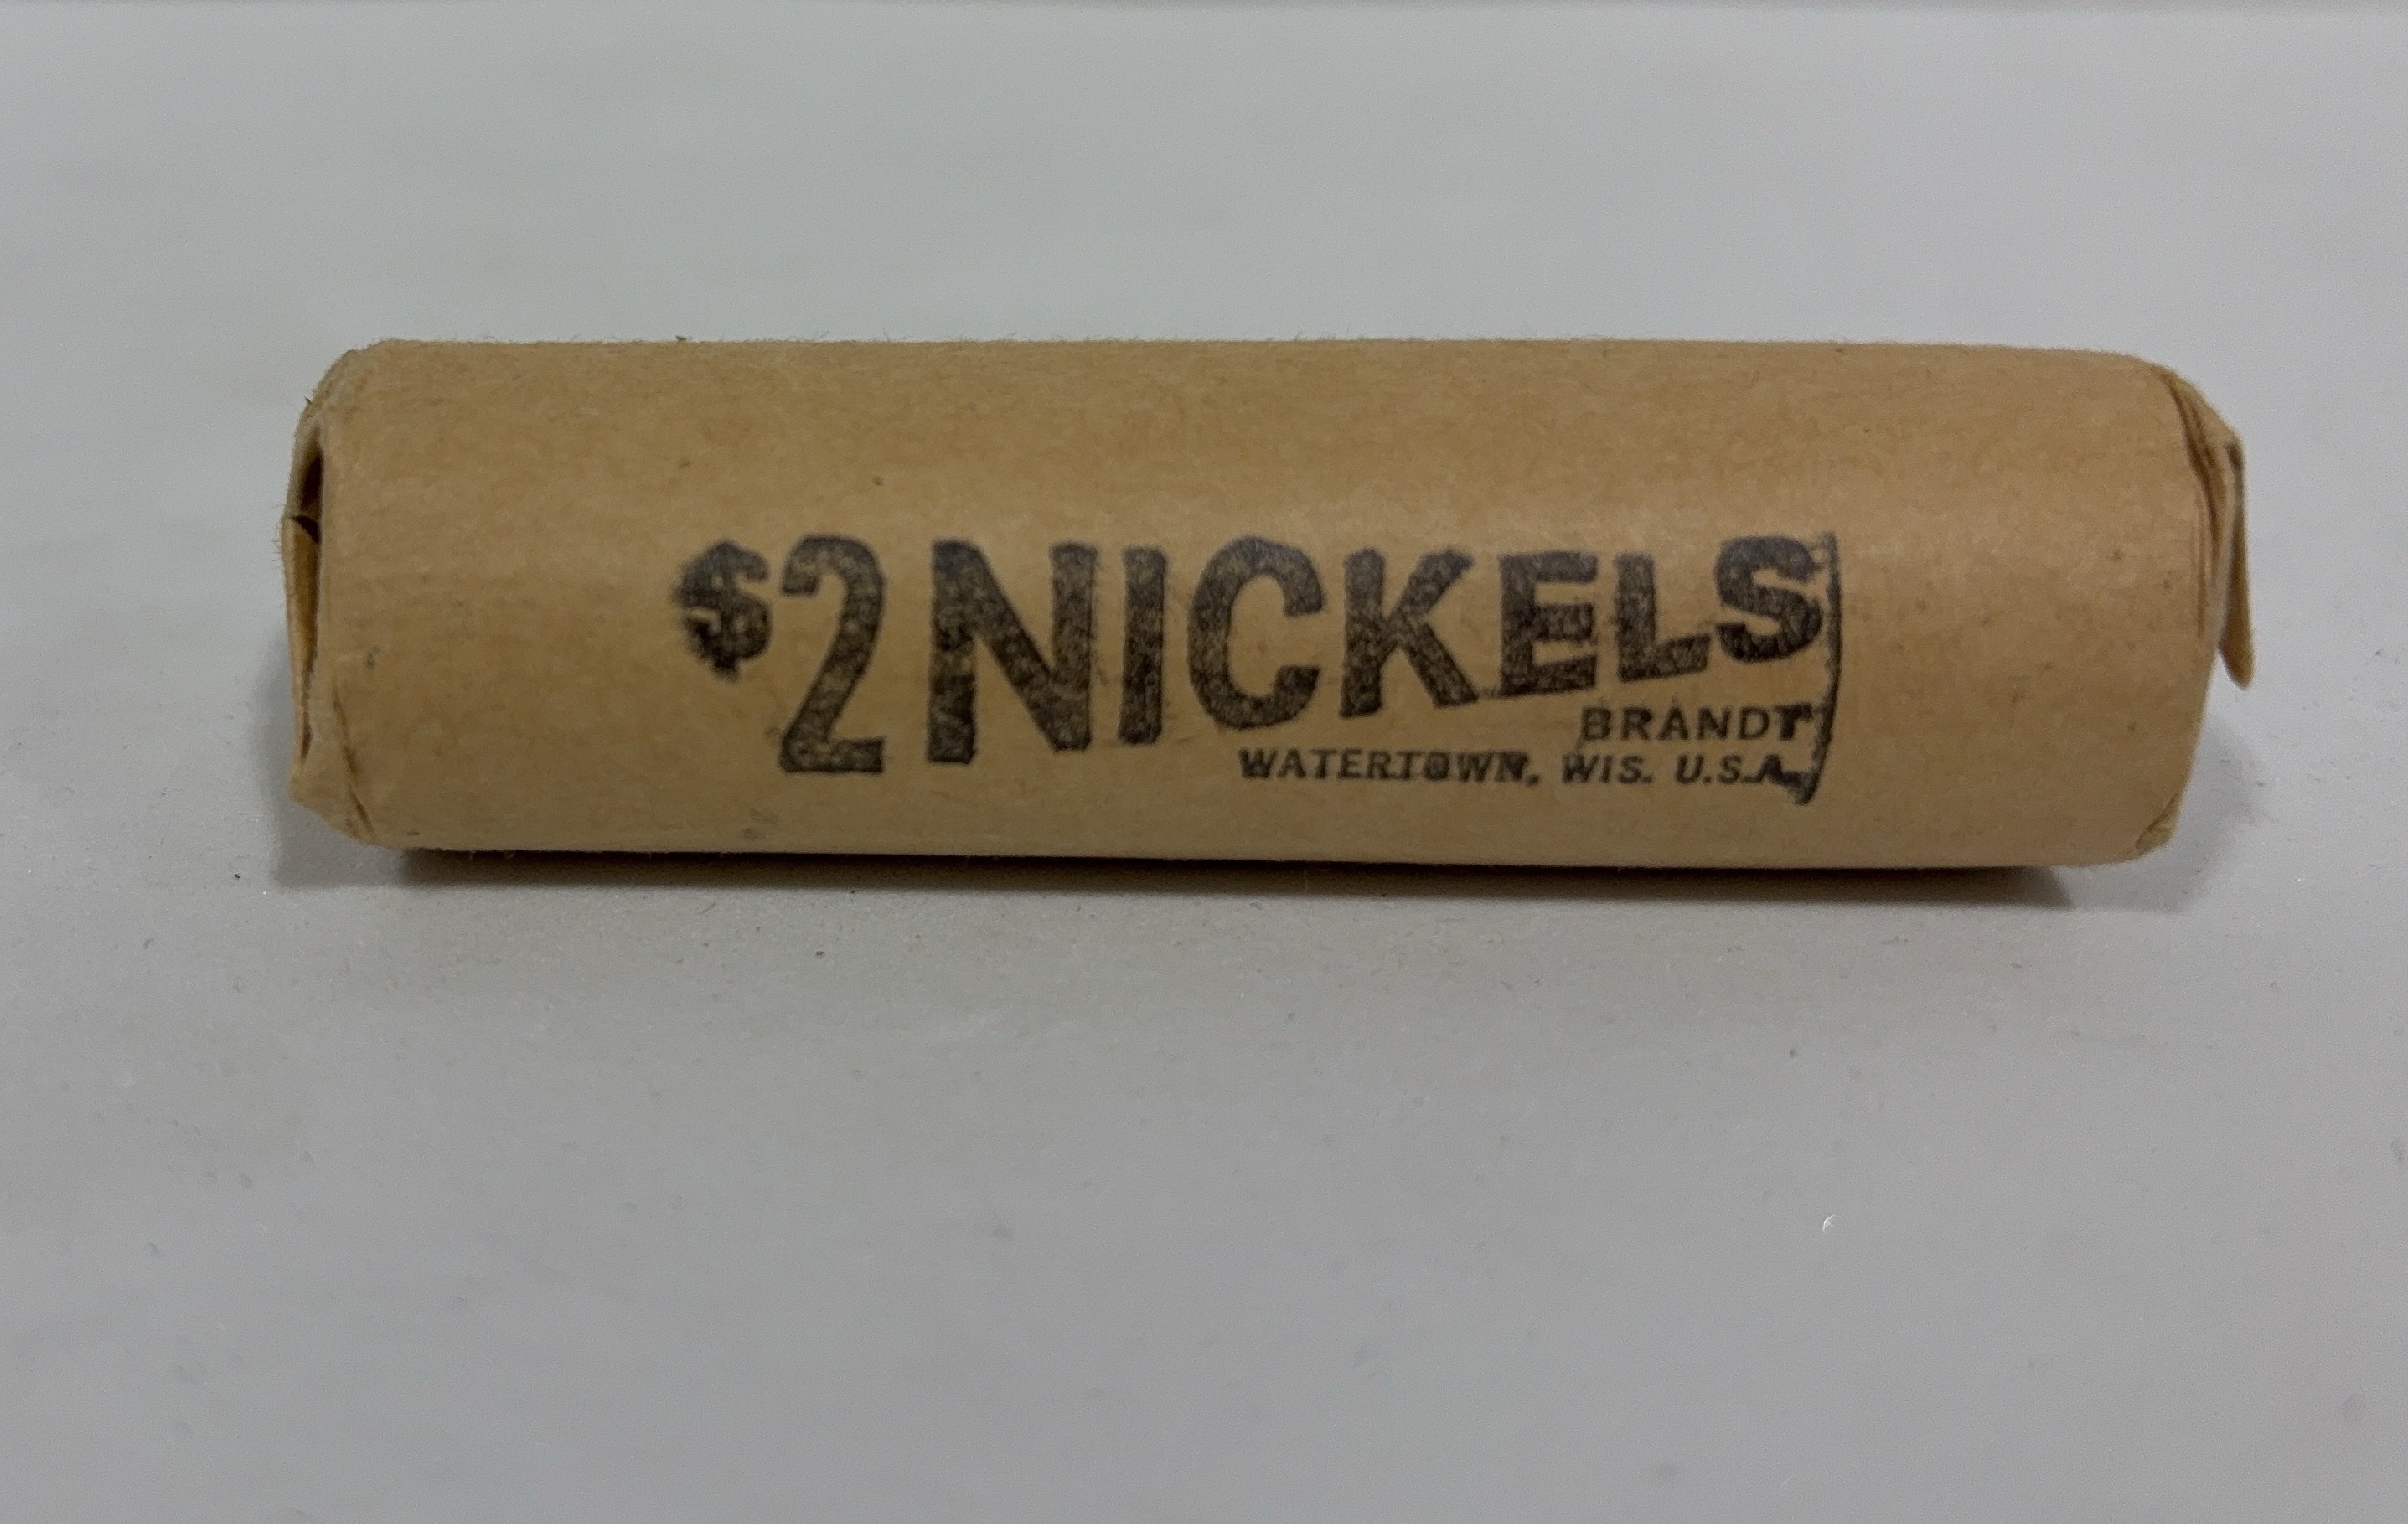 $2 NICKELS
BRANDT
WATERTOWN, WIS. U.S.A.